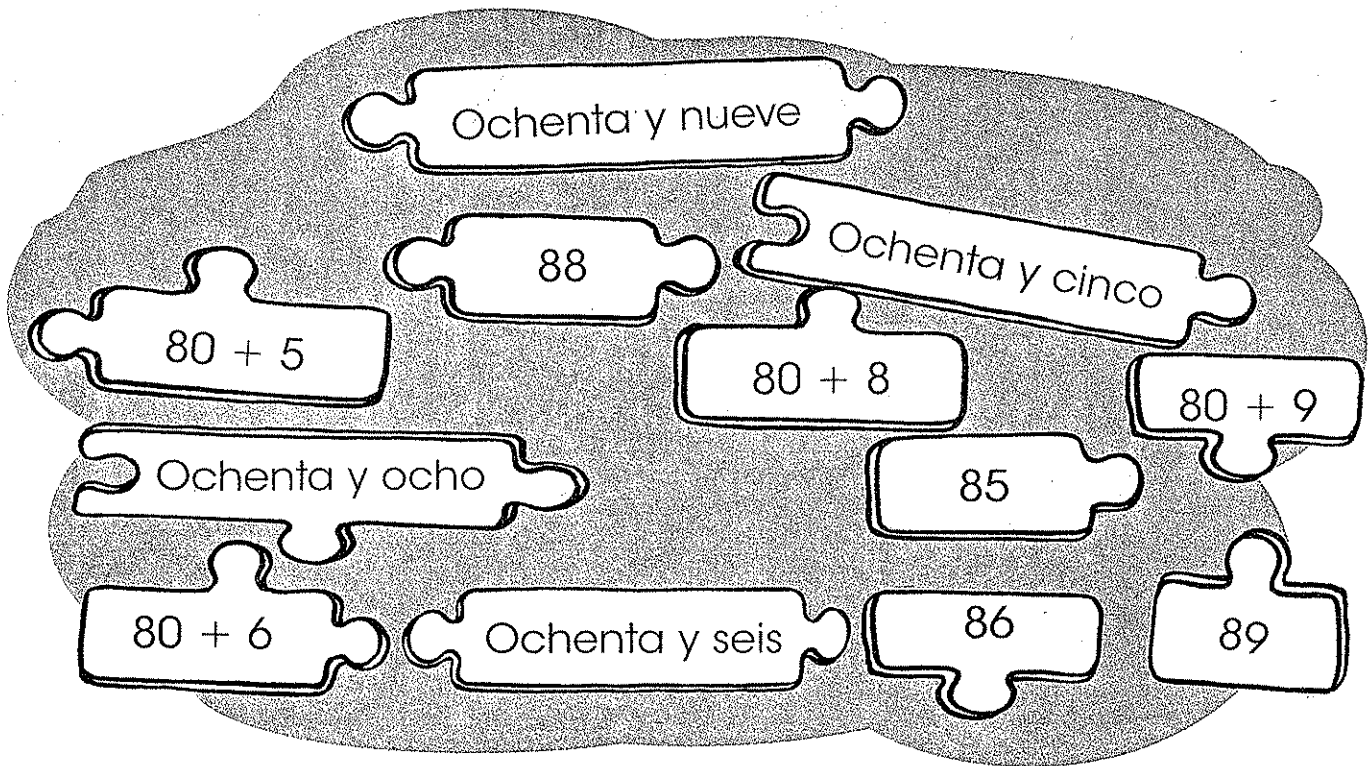 Ochenta y nueve
88
Ochenta y cinco
80 + 5
80 + 8
80 + 9
Ochenta y ocho
85
80 + 6
Ochenta y seis
86
89